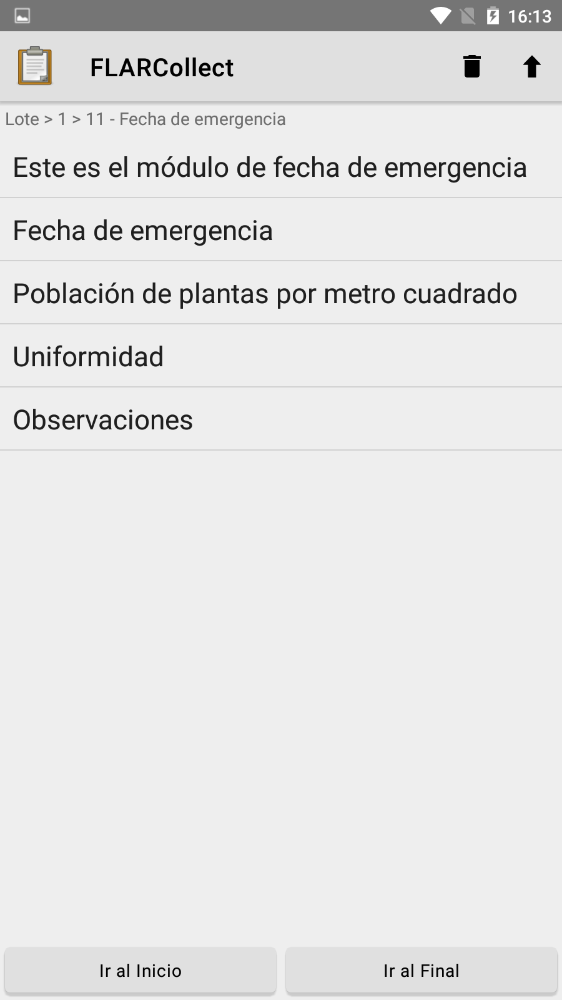 16:13
FLARCollect
Lote > 1 > 11 - Fecha de emergencia
Este es el módulo de fecha de emergencia
Fecha de emergencia
Población de plantas por metro cuadrado
Uniformidad
Observaciones
Ir al Inicio
Ir al Final